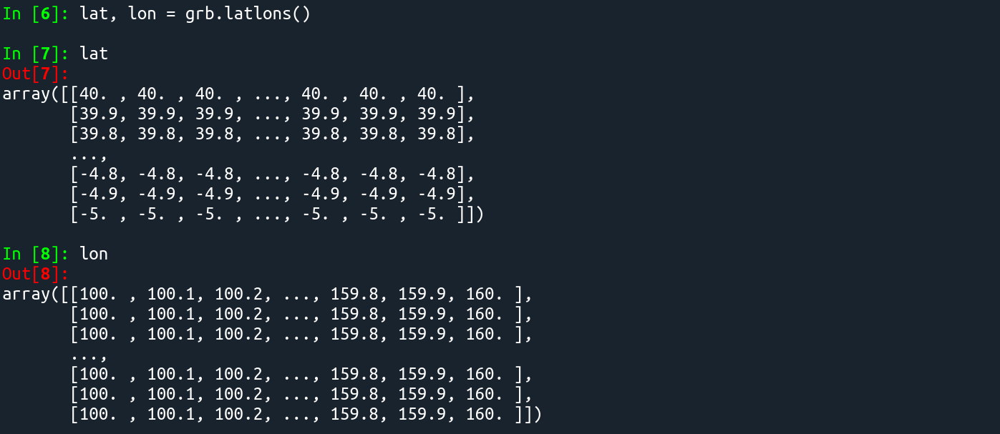 In [6]: lat, lon = grb.latlons()
In [7]: lat
Out[7]:
array([[40. , 40. , 40. , ..., 40. , 40. , 40. ],
       [39.9, 39.9, 39.9, ..., 39.9, 39.9, 39.9],
       [39.8, 39.8, 39.8, ..., 39.8, 39.8, 39.8],
       ...,
       [-4.8, -4.8, -4.8, ..., -4.8, -4.8, -4.8],
       [-4.9, -4.9, -4.9, ..., -4.9, -4.9, -4.9],
       [-5. , -5. , -5. , ..., -5. , -5. , -5. ]])
In [8]: lon
Out[8]:
array([[100. , 100.1, 100.2, ..., 159.8, 159.9, 160. ],
       [100. , 100.1, 100.2, ..., 159.8, 159.9, 160. ],
       [100. , 100.1, 100.2, ..., 159.8, 159.9, 160. ],
       ...,
       [100. , 100.1, 100.2, ..., 159.8, 159.9, 160. ],
       [100. , 100.1, 100.2, ..., 159.8, 159.9, 160. ],
       [100. , 100.1, 100.2, ..., 159.8, 159.9, 160. ]])